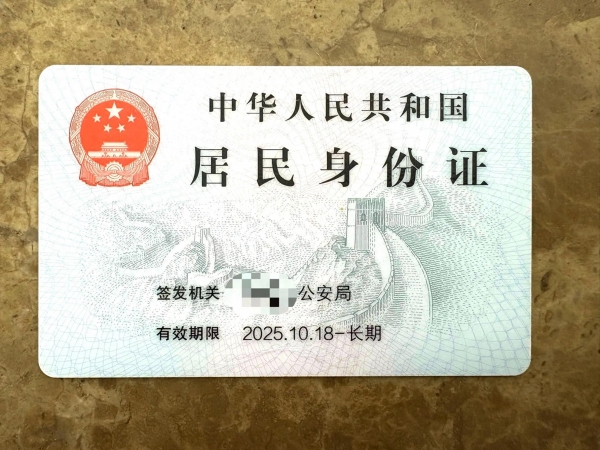 中华人民共和国
居民身份证
签发机关 公安局
有效期限 2025.10.18-长期